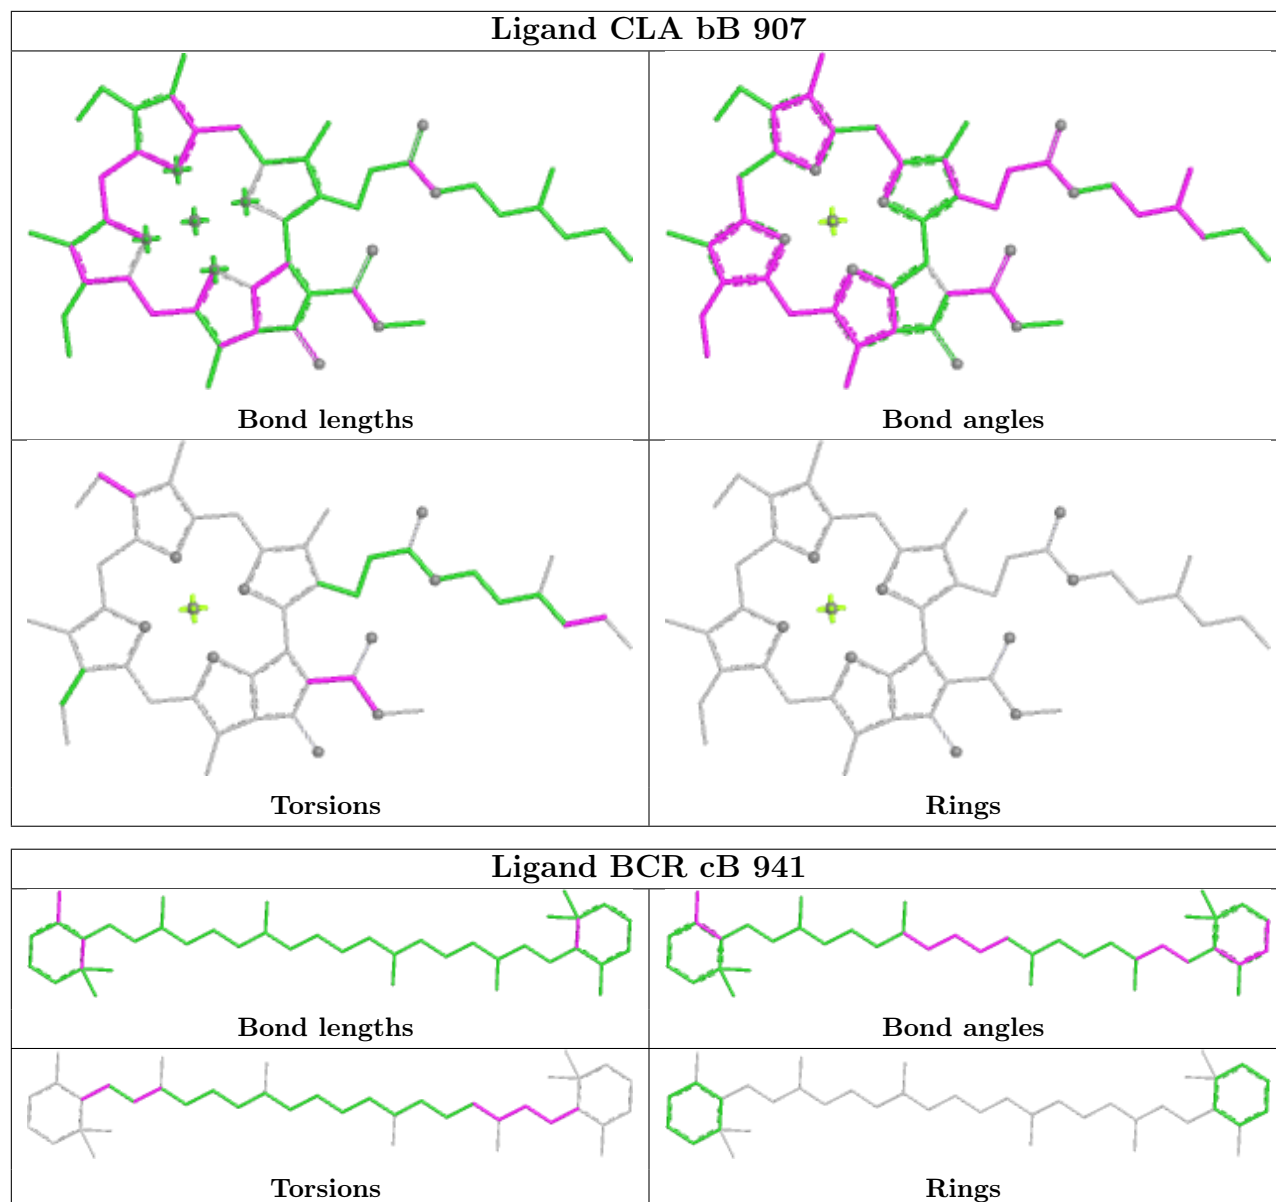 Ligand CLA bB 907
Bond lengths
Bond angles
Torsions
Rings
Ligand BCR cB 941
Bond lengths
Bond angles
Torsions
Rings